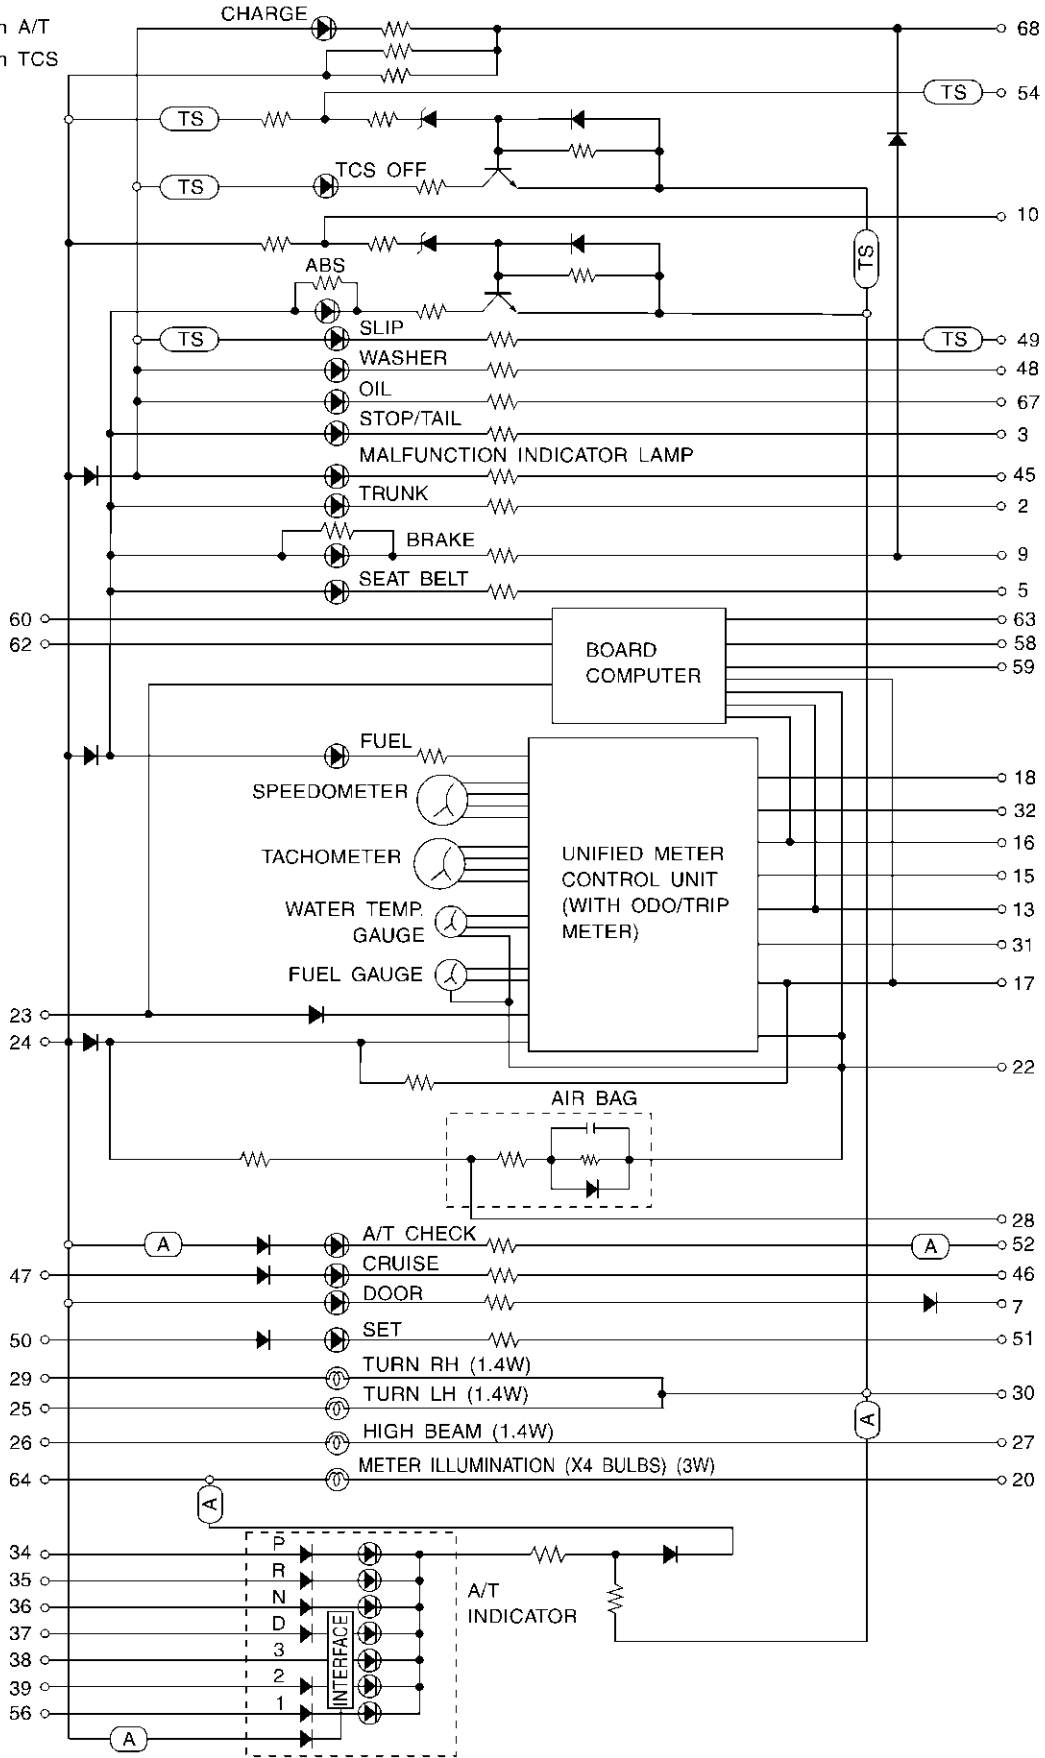 n A/T
n TCS
CHARGE
68
TS
54
TS
TCS OFF
TS
10
TS
ABS
TS
SLIP
TS
49
WASHER
48
OIL
67
STOP/TAIL
3
MALFUNCTION INDICATOR LAMP
45
TRUNK
2
BRAKE
9
SEAT BELT
5
60
63
62
58
59
BOARD
COMPUTER
FUEL
SPEEDOMETER
18
32
16
TACHOMETER
UNIFIED METER
CONTROL UNIT
(WITH ODO/TRIP
METER)
15
13
WATER TEMP.
GAUGE
31
FUEL GAUGE
17
23
24
22
AIR BAG
28
A
A/T CHECK
A
52
47
CRUISE
46
DOOR
7
50
SET
51
29
TURN RH (1.4W)
30
25
TURN LH (1.4W)
A
26
HIGH BEAM (1.4W)
27
64
METER ILLUMINATION (X4 BULBS) (3W)
20
A
34
P
35
R
36
N
37
D
38
3
39
2
56
1
INTERFACE
A/T
INDICATOR
A